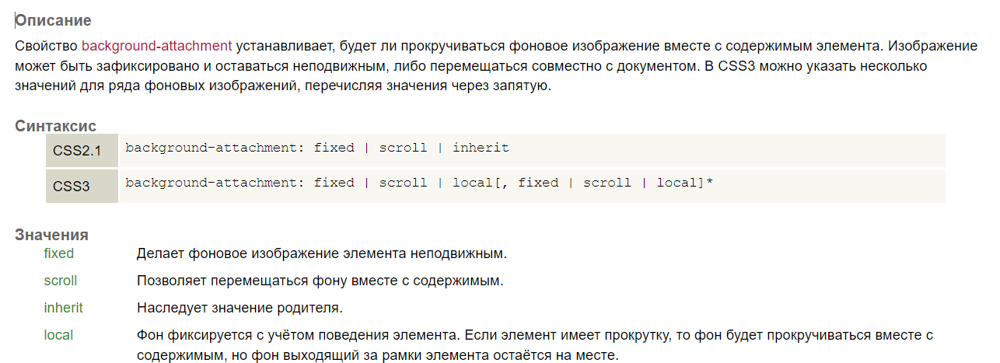 Описание
Свойство background-attachment устанавливает, будет ли прокручиваться фоновое изображение вместе с содержимым элемента. Изображение
может быть зафиксировано и оставаться неподвижным, либо перемещаться совместно с документом. В CSS3 можно указать несколько
значений для ряда фоновых изображений, перечисляя значения через запятую.
Синтаксис
CSS2.1 background-attachment: fixed | scroll | inherit
CSS3 background-attachment: fixed | scroll | local[, fixed | scroll | local]*
Значения
fixed Делает фоновое изображение элемента неподвижным.
scroll Позволяет перемещаться фону вместе с содержимым.
inherit Наследует значение родителя.
local Фон фиксируется с учётом поведения элемента. Если элемент имеет прокрутку, то фон будет прокручиваться вместе с
содержимым, но фон выходящий за рамки элемента остаётся на месте.